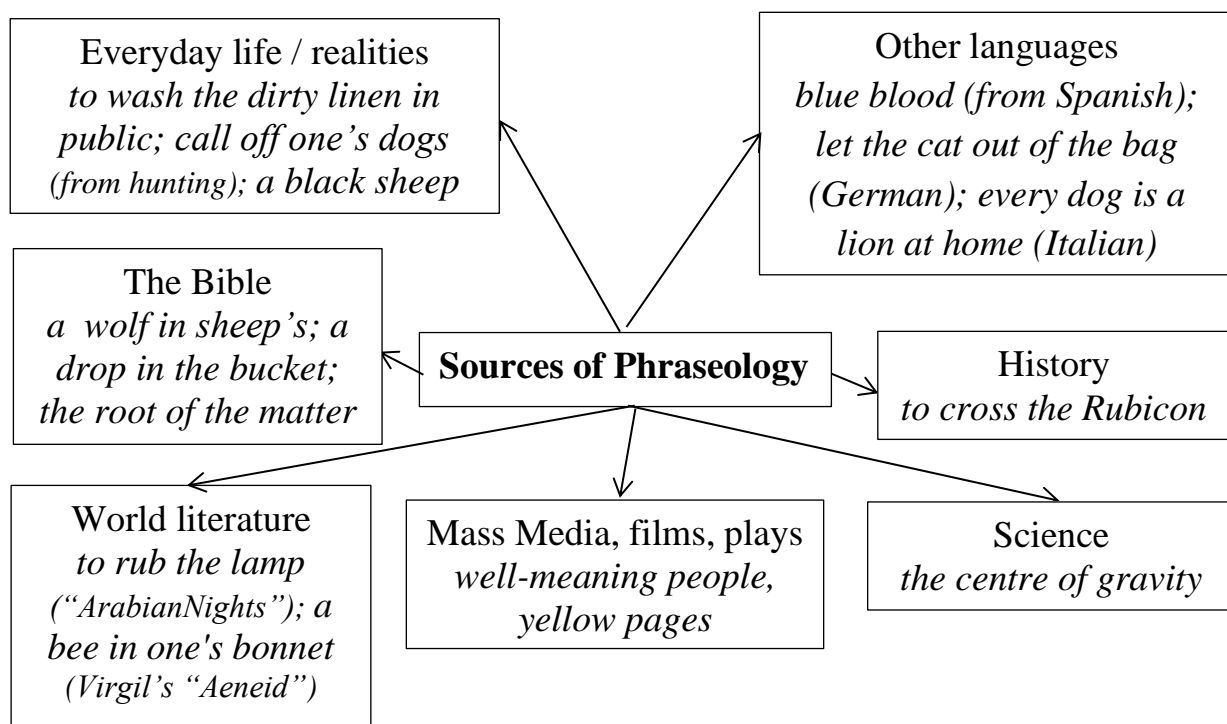 Everyday life / realities
to wash the dirty linen in
public; call off one’s dogs
(from hunting); a black sheep
Other languages
blue blood (from Spanish);
let the cat out of the bag
(German); every dog is a
lion at home (Italian)
The Bible
a wolf in sheep’s; a
drop in the bucket;
the root of the matter
Sources of Phraseology
History
to cross the Rubicon
World literature
to rub the lamp
(“ArabianNights”); a
bee in one's bonnet
(Virgil’s “Aeneid”)
Mass Media, films, plays
well-meaning people,
yellow pages
Science
the centre of gravity